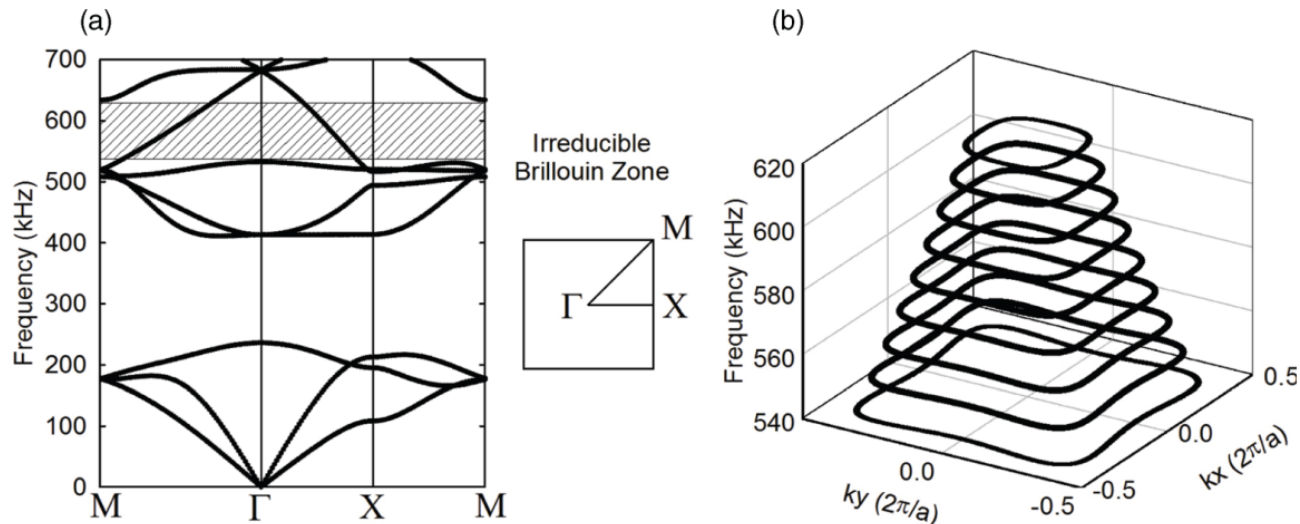 (a)
700
600
500
400
300
200
100
0
Frequency (kHz)
M
Γ
X
M
Irreducible
Brillouin Zone
M
Γ
X
(b)
620
600
580
560
540
Frequency (kHz)
0.0
-0.5
ky (2π/a)
-0.5
0.0
0.5
kx (2π/a)